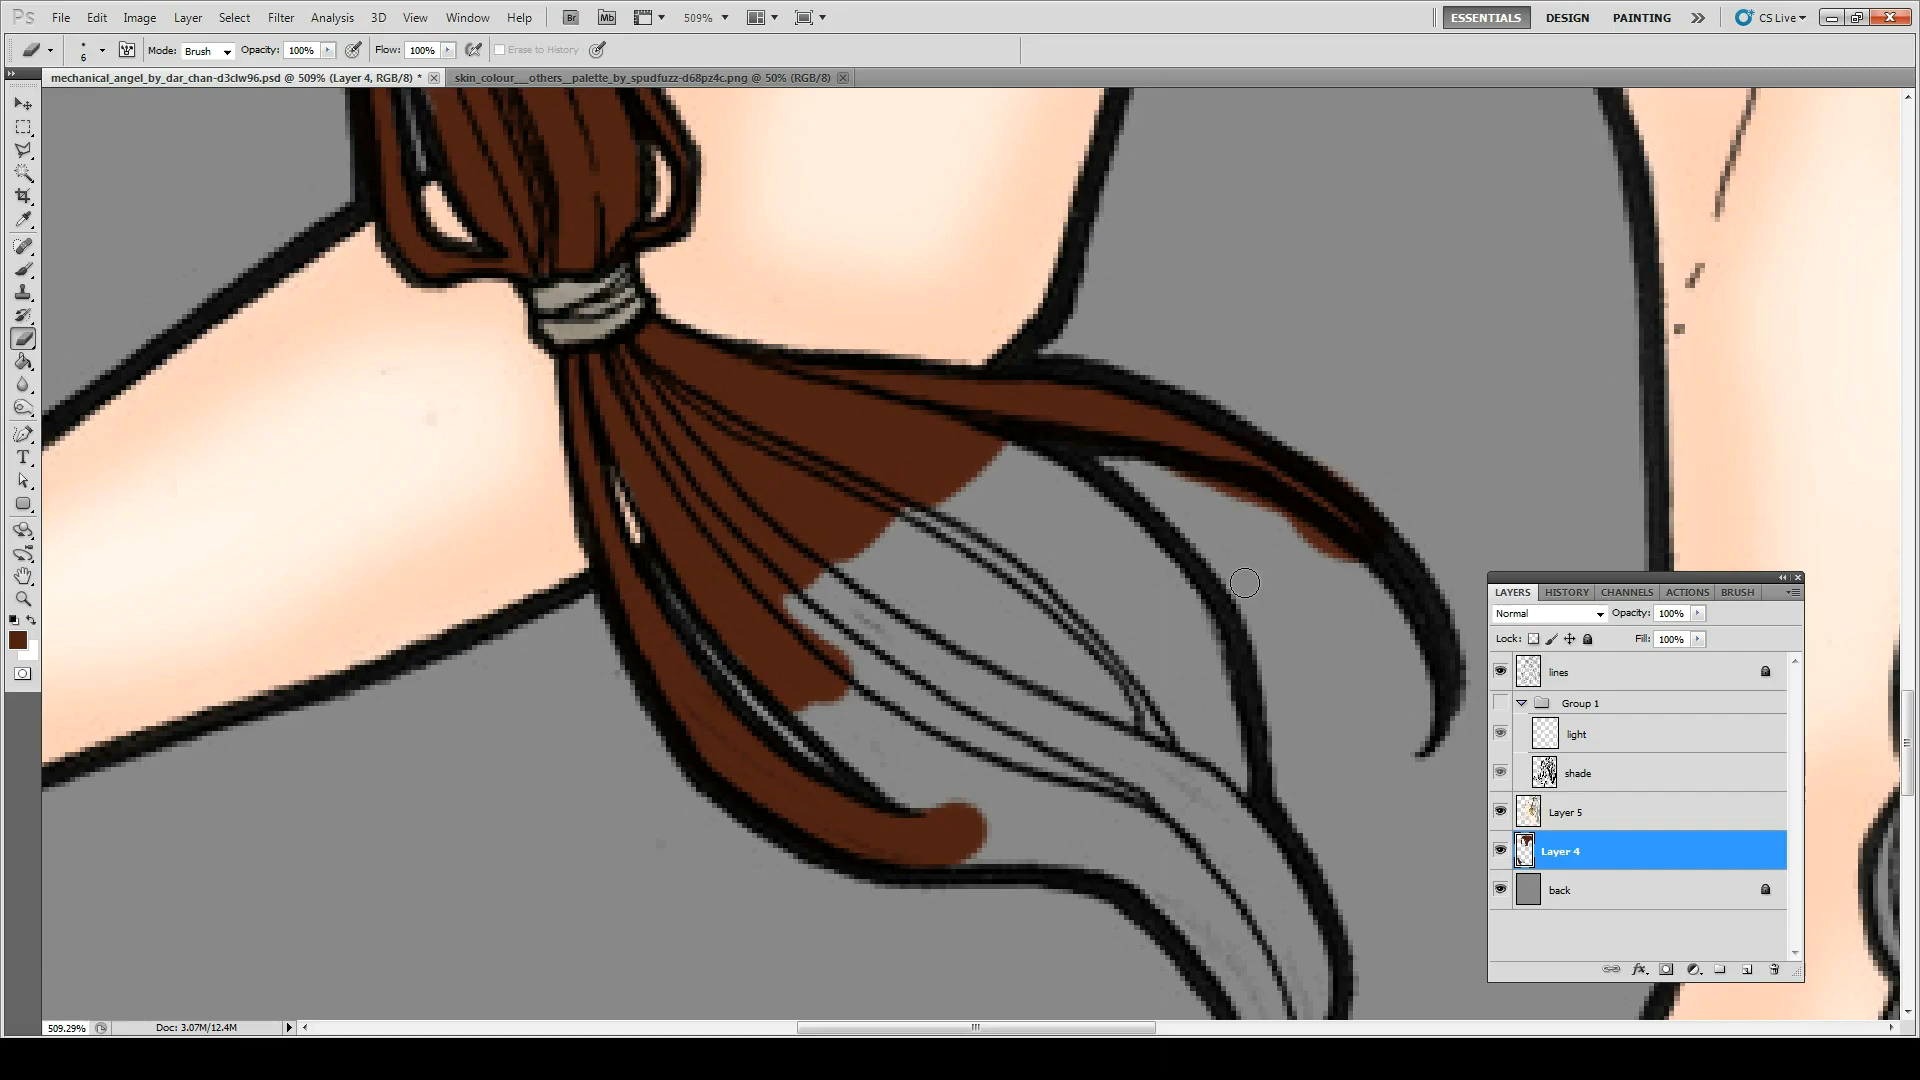 Ps File Edit Image Layer Select Filter Analysis 3D View Window Help Br Mb 509% ESSENTIALS DESIGN PAINTING CS Live
6 Mode: Brush Opacity: 100% Flow: 100% Erase to History
mechanical_angel_by_dar_chan-d3clw96.psd @ 509% (Layer 4, RGB/8) * skin_colour___others__palette_by_spudfuzz-d68pz4c.png @ 50% (RGB/8)
LAYERS HISTORY CHANNELS ACTIONS BRUSH
Normal Opacity: 100%
Lock: Fill: 100%
lines
Group 1
light
shade
Layer 5
Layer 4
back
509.29% Doc: 3.07M/12.4M